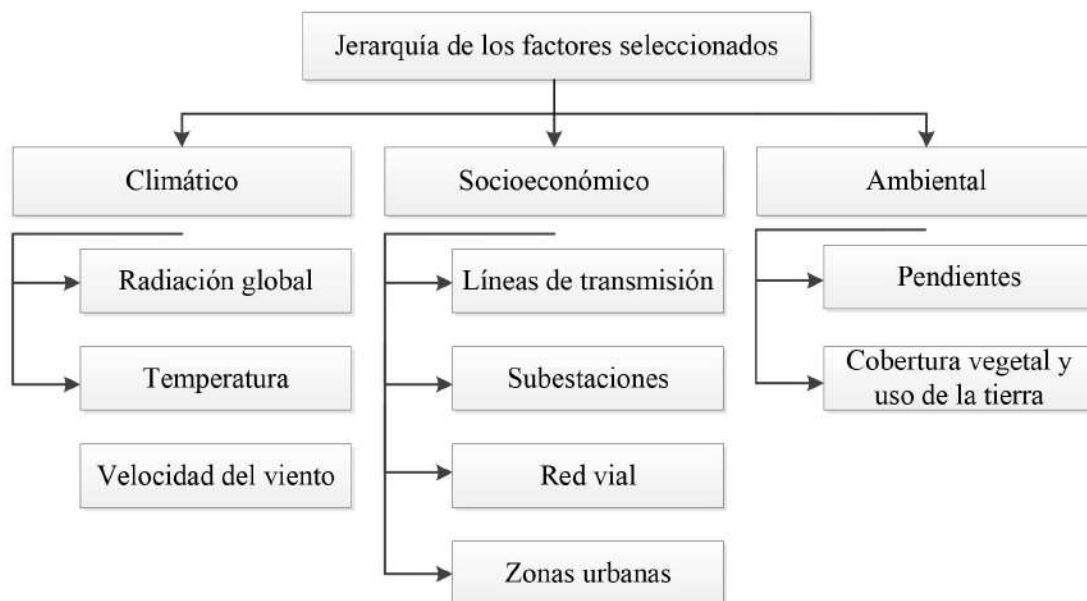 Jerarquía de los factores seleccionados
Climático
Socioeconómico
Ambiental
Radiación global
Temperatura
Velocidad del viento
Líneas de transmisión
Subestaciones
Red vial
Zonas urbanas
Pendientes
Cobertura vegetal y
uso de la tierra